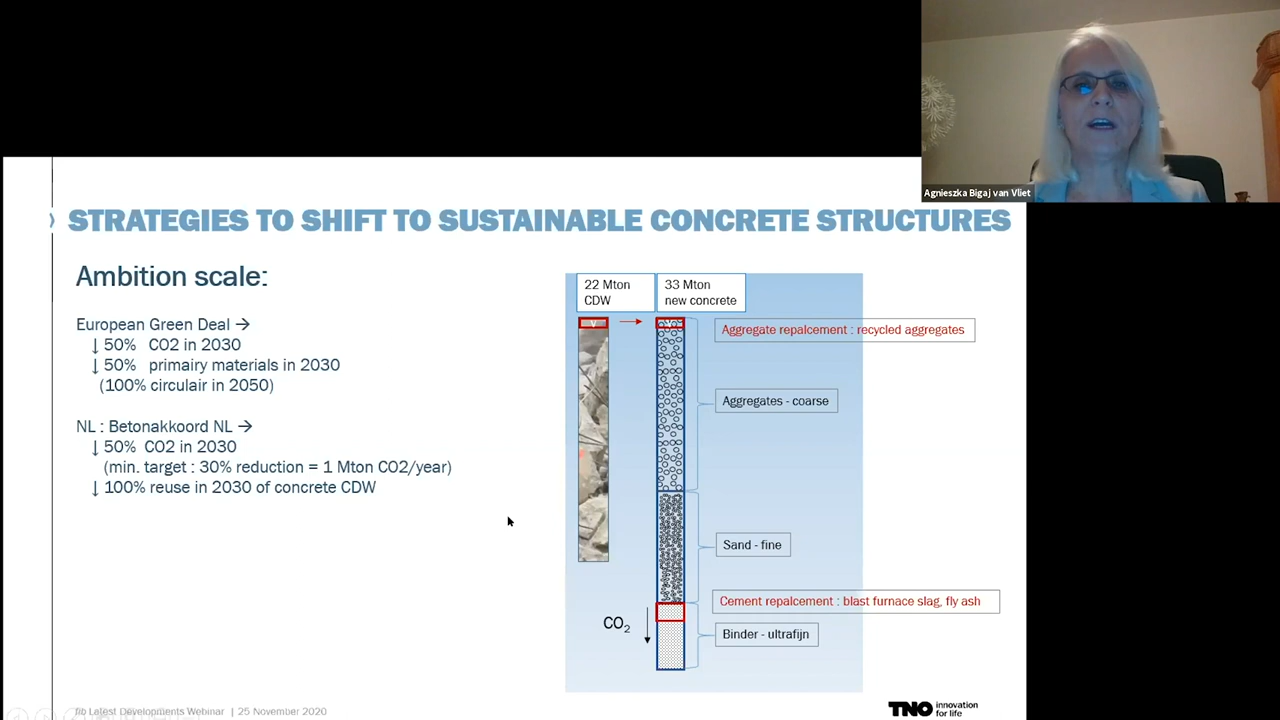 Agnieszka Bigaj van Vliet
STRATEGIES TO SHIFT TO SUSTAINABLE CONCRETE STRUCTURES
Ambition scale:
European Green Deal →
↓ 50% CO2 in 2030
↓ 50% primairy materials in 2030
(100% circulair in 2050)
NL : Betonakkoord NL →
↓ 50% CO2 in 2030
(min. target : 30% reduction = 1 Mton CO2/year)
↓ 100% reuse in 2030 of concrete CDW
22 Mton
CDW
33 Mton
new concrete
Aggregate repalcement : recycled aggregates
Aggregates - coarse
Sand - fine
Cement repalcement : blast furnace slag, fly ash
CO₂
Binder - ultrafijn
fib Latest Developments Webinar | 25 November 2020
TNO innovation
for life